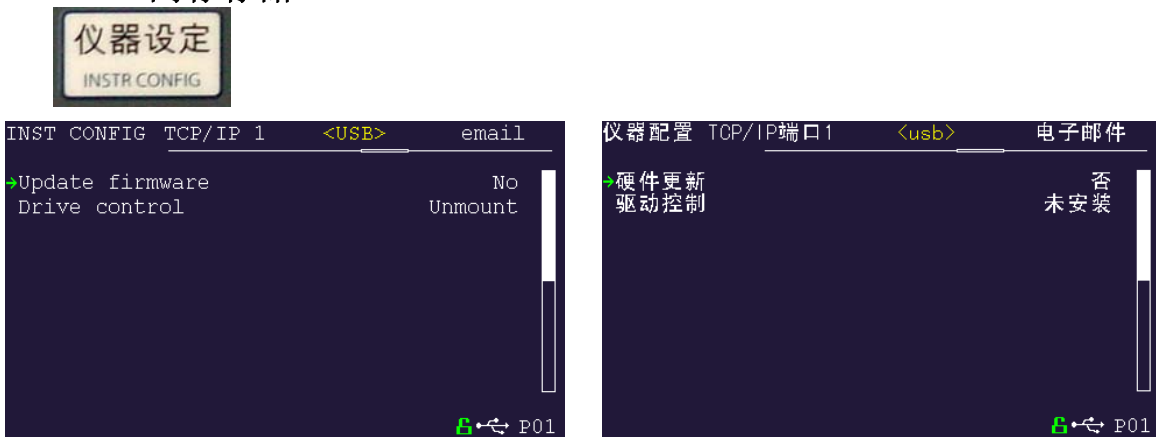 仪器设定
INSTR CONFIG
INST CONFIG TCP/IP 1 <USB> email
→Update firmware No
Drive control Unmount
P01
仪器配置 TCP/IP端口1 <usb> 电子邮件
→硬件更新 否
驱动控制 未安装
P01